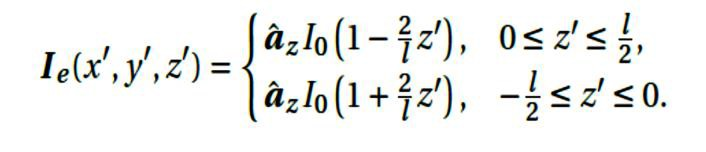 I_e(x′, y′, z′) = { â_z I_0(1 − 2/l z′), 0 ≤ z′ ≤ l/2,
â_z I_0(1 + 2/l z′), −l/2 ≤ z′ ≤ 0.